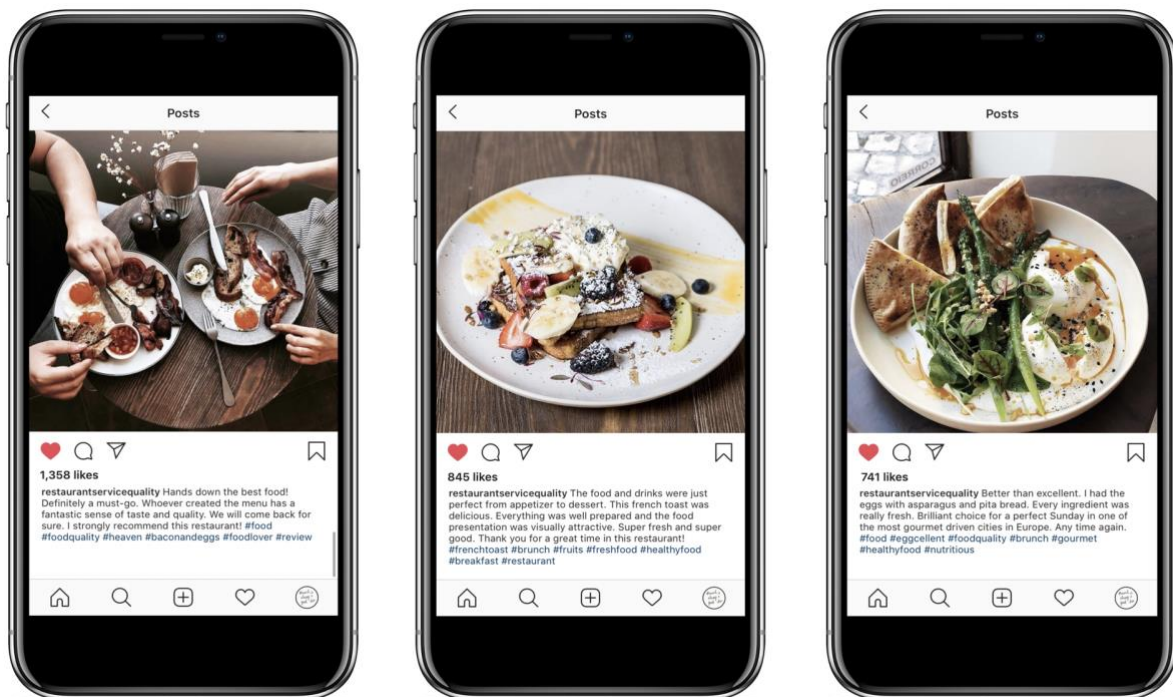 Posts
1,358 likes
restaurantservicequality Hands down the best food!
Definitely a must-go. Whoever created the menu has a
fantastic sense of taste and quality. We will come back for
sure. I strongly recommend this restaurant! #food
#foodquality #heaven #baconandeggs #foodlover #review
Posts
845 likes
restaurantservicequality The food and drinks were just
perfect from appetizer to dessert. This french toast was
delicious. Everything was well prepared and the food
presentation was visually attractive. Super fresh and super
good. Thank you for a great time in this restaurant!
#frenchtoast #brunch #fruits #freshfood #healthyfood
#breakfast #restaurant
Posts
CORREIO
741 likes
restaurantservicequality Better than excellent. I had the
eggs with asparagus and pita bread. Every ingredient was
really fresh. Brilliant choice for a perfect Sunday in one of
the most gourmet driven cities in Europe. Any time again.
#food #eggcellent #foodquality #brunch #gourmet
#healthyfood #nutritious